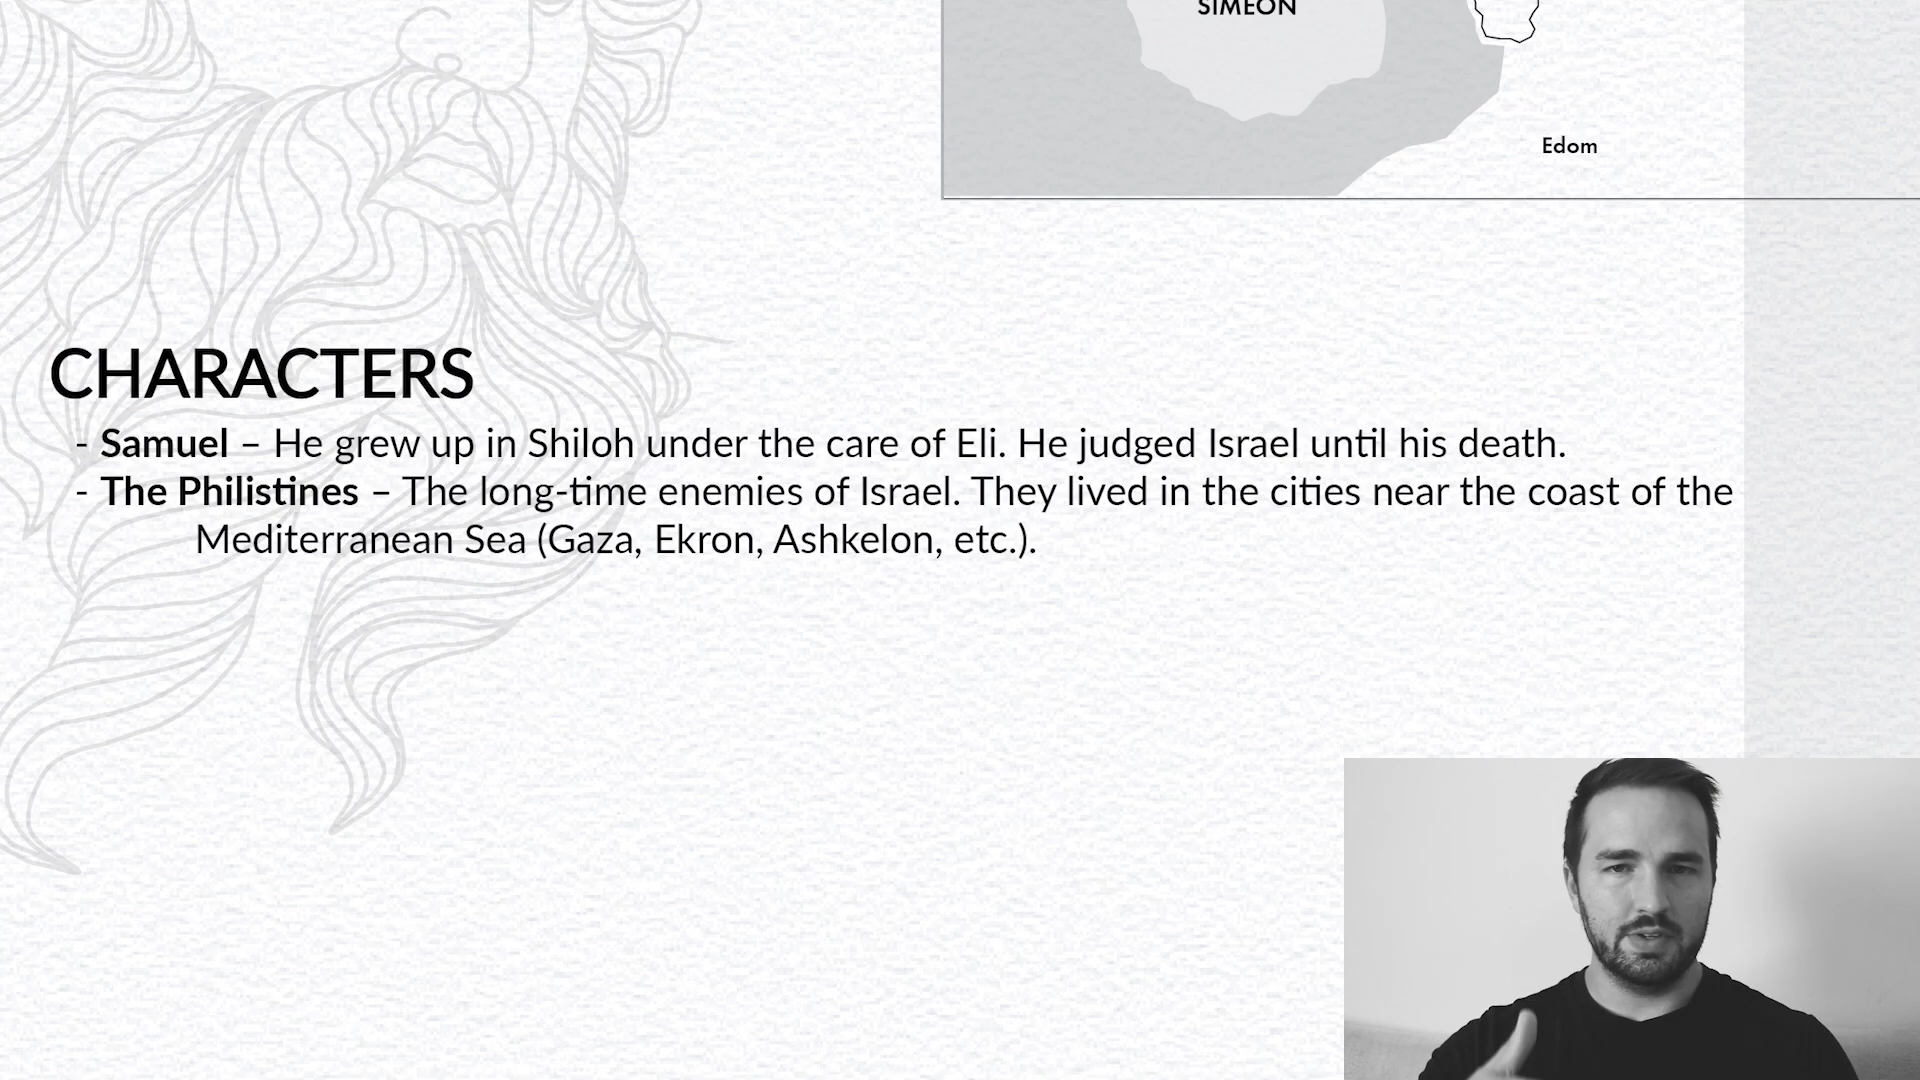 SIMEON
Edom
CHARACTERS
- Samuel – He grew up in Shiloh under the care of Eli. He judged Israel until his death.
- The Philistines – The long-time enemies of Israel. They lived in the cities near the coast of the
Mediterranean Sea (Gaza, Ekron, Ashkelon, etc.).